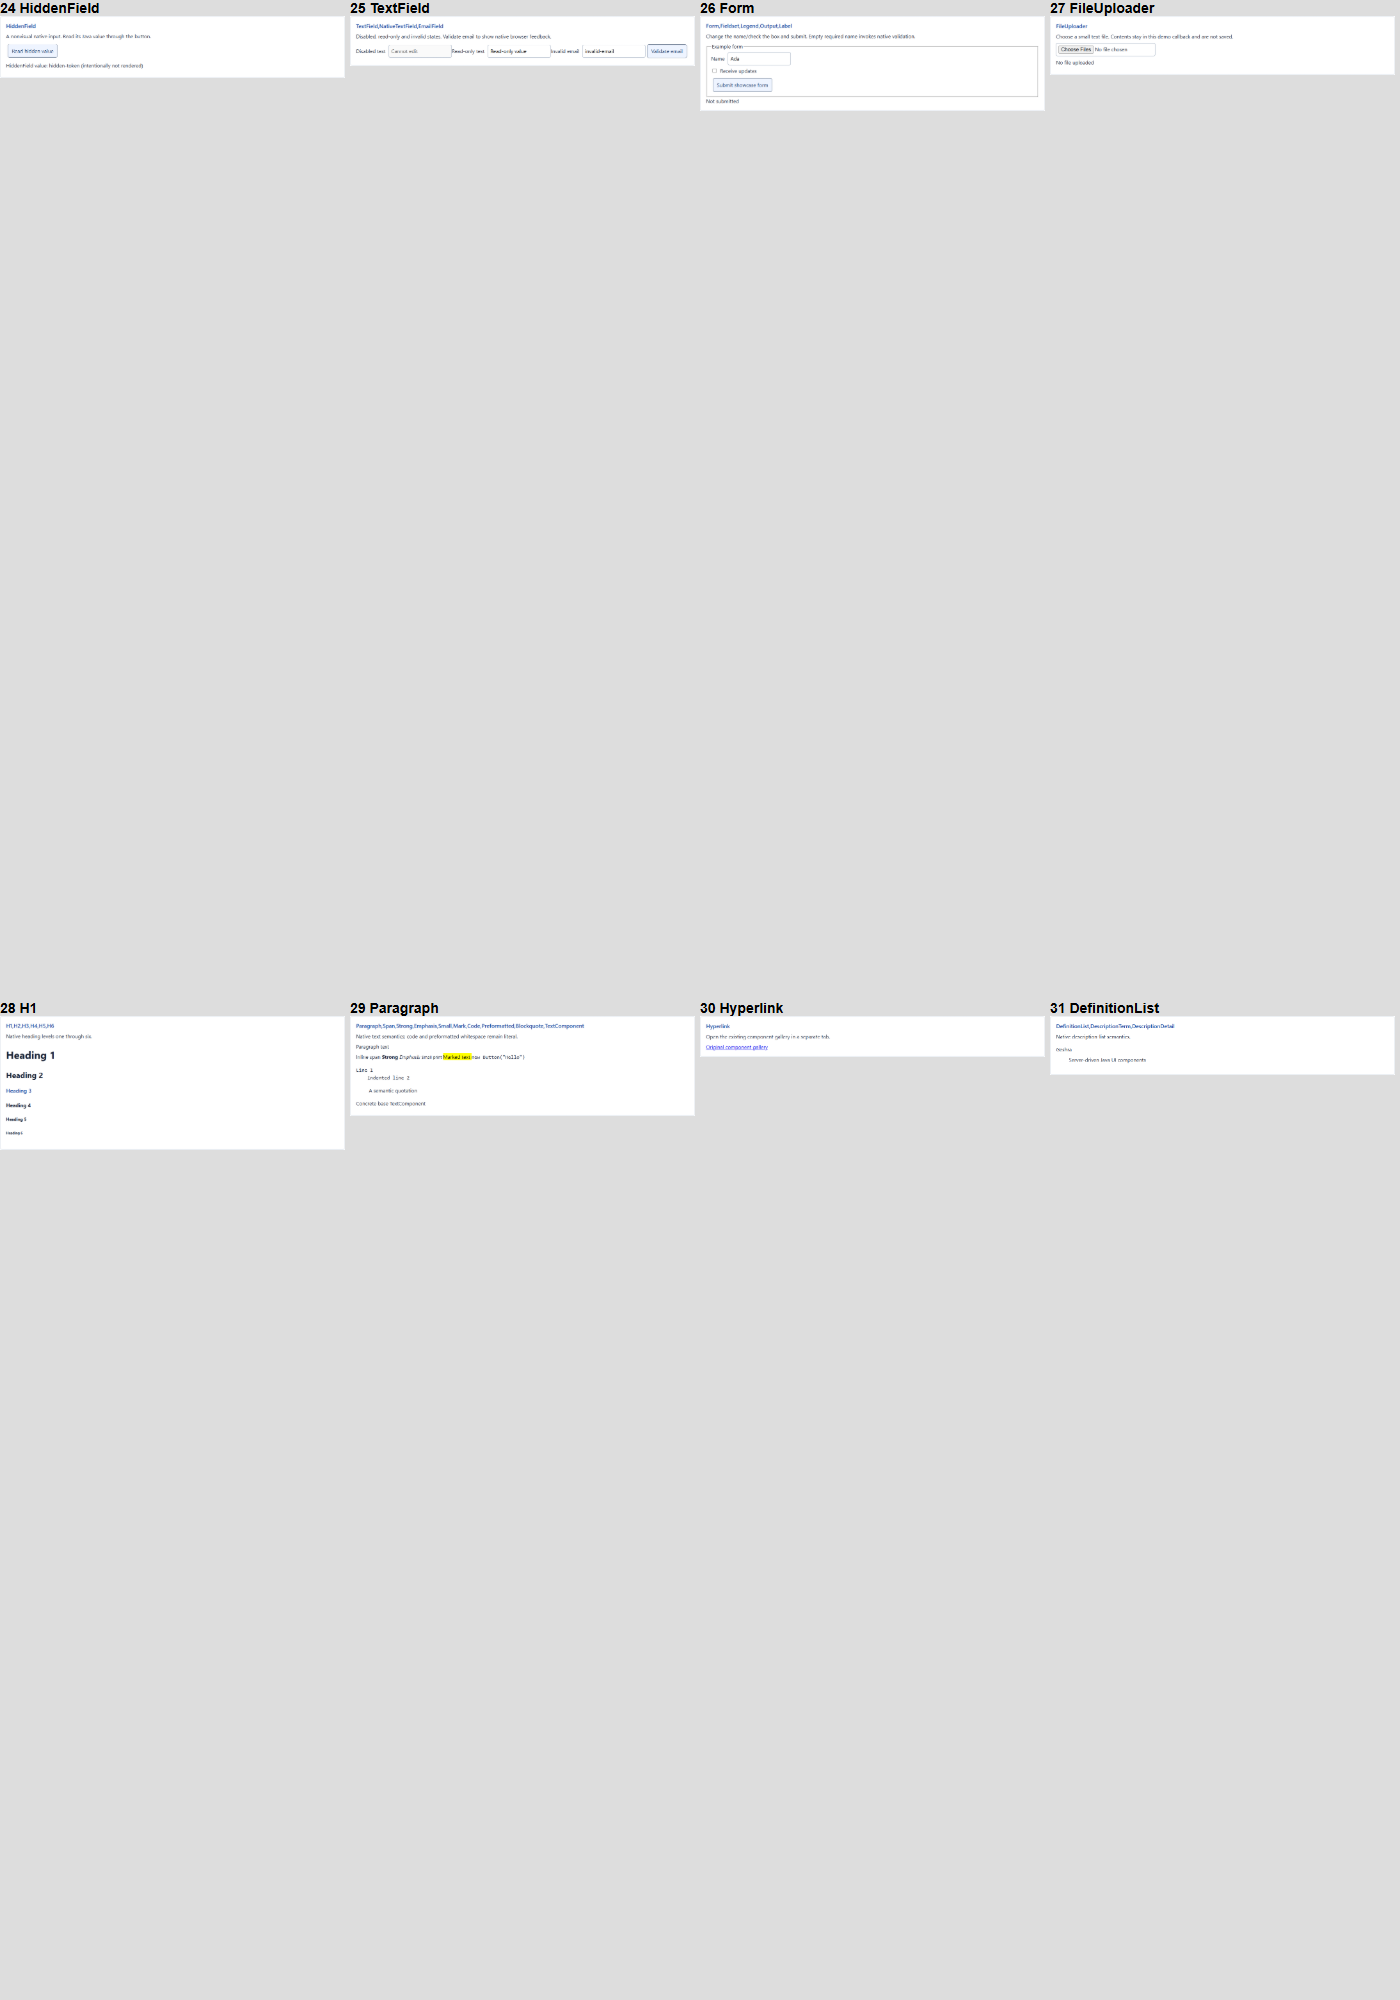 24 HiddenField
HiddenField
A nonvisual native input. Read its Java value through the button.
Read hidden value
HiddenField value: hidden-token (intentionally not rendered)
25 TextField
TextField,NativeTextField,EmailField
Disabled, read-only and invalid states. Validate email to show native browser feedback.
Disabled text Cannot edit Read-only text Read-only value Invalid email invalid-email Validate email
26 Form
Form,Fieldset,Legend,Output,Label
Change the name/check the box and submit. Empty required name invokes native validation.
Example form
Name Ada
Receive updates
Submit showcase form
Not submitted
27 FileUploader
FileUploader
Choose a small text file. Contents stay in this demo callback and are not saved.
Choose Files No file chosen
No file uploaded
28 H1
H1,H2,H3,H4,H5,H6
Native heading levels one through six.
Heading 1
Heading 2
Heading 3
Heading 4
Heading 5
Heading 6
29 Paragraph
Paragraph,Span,Strong,Emphasis,Small,Mark,Code,Preformatted,Blockquote,TextComponent
Native text semantics; code and preformatted whitespace remain literal.
Paragraph text
Inline span Strong Emphasis Small print Marked text new Button("Hello")
Line 1
Indented line 2
A semantic quotation
Concrete base TextComponent
30 Hyperlink
Hyperlink
Open the existing component gallery in a separate tab.
Original component gallery
31 DefinitionList
DefinitionList,DescriptionTerm,DescriptionDetail
Native description list semantics.
Server-driven Java UI components